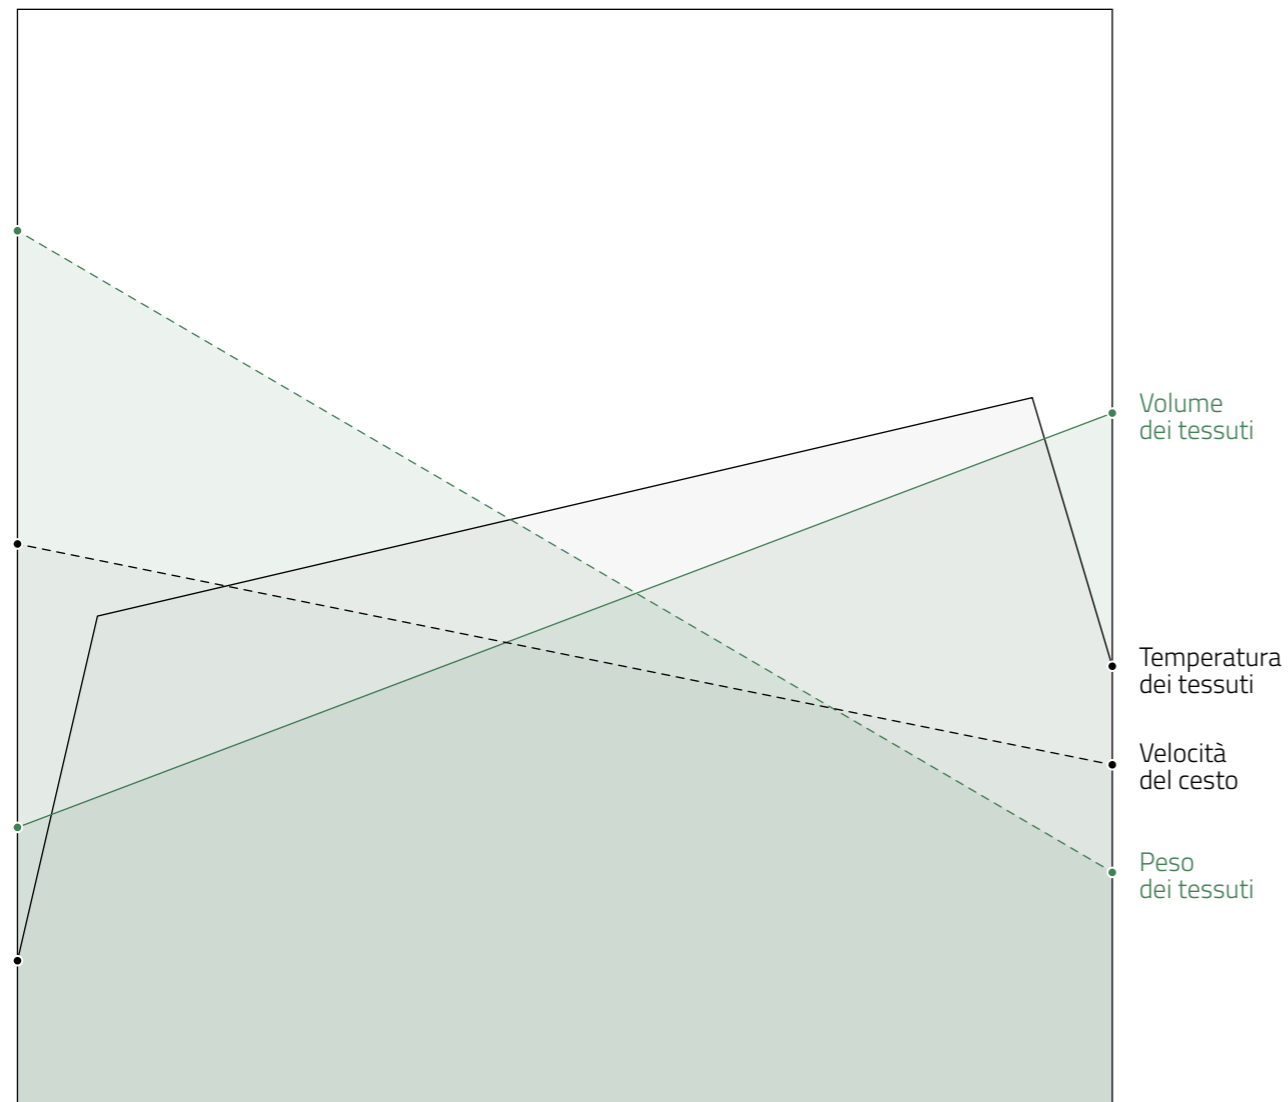 Volume
dei tessuti
Temperatura
dei tessuti
Velocità
del cesto
Peso
dei tessuti